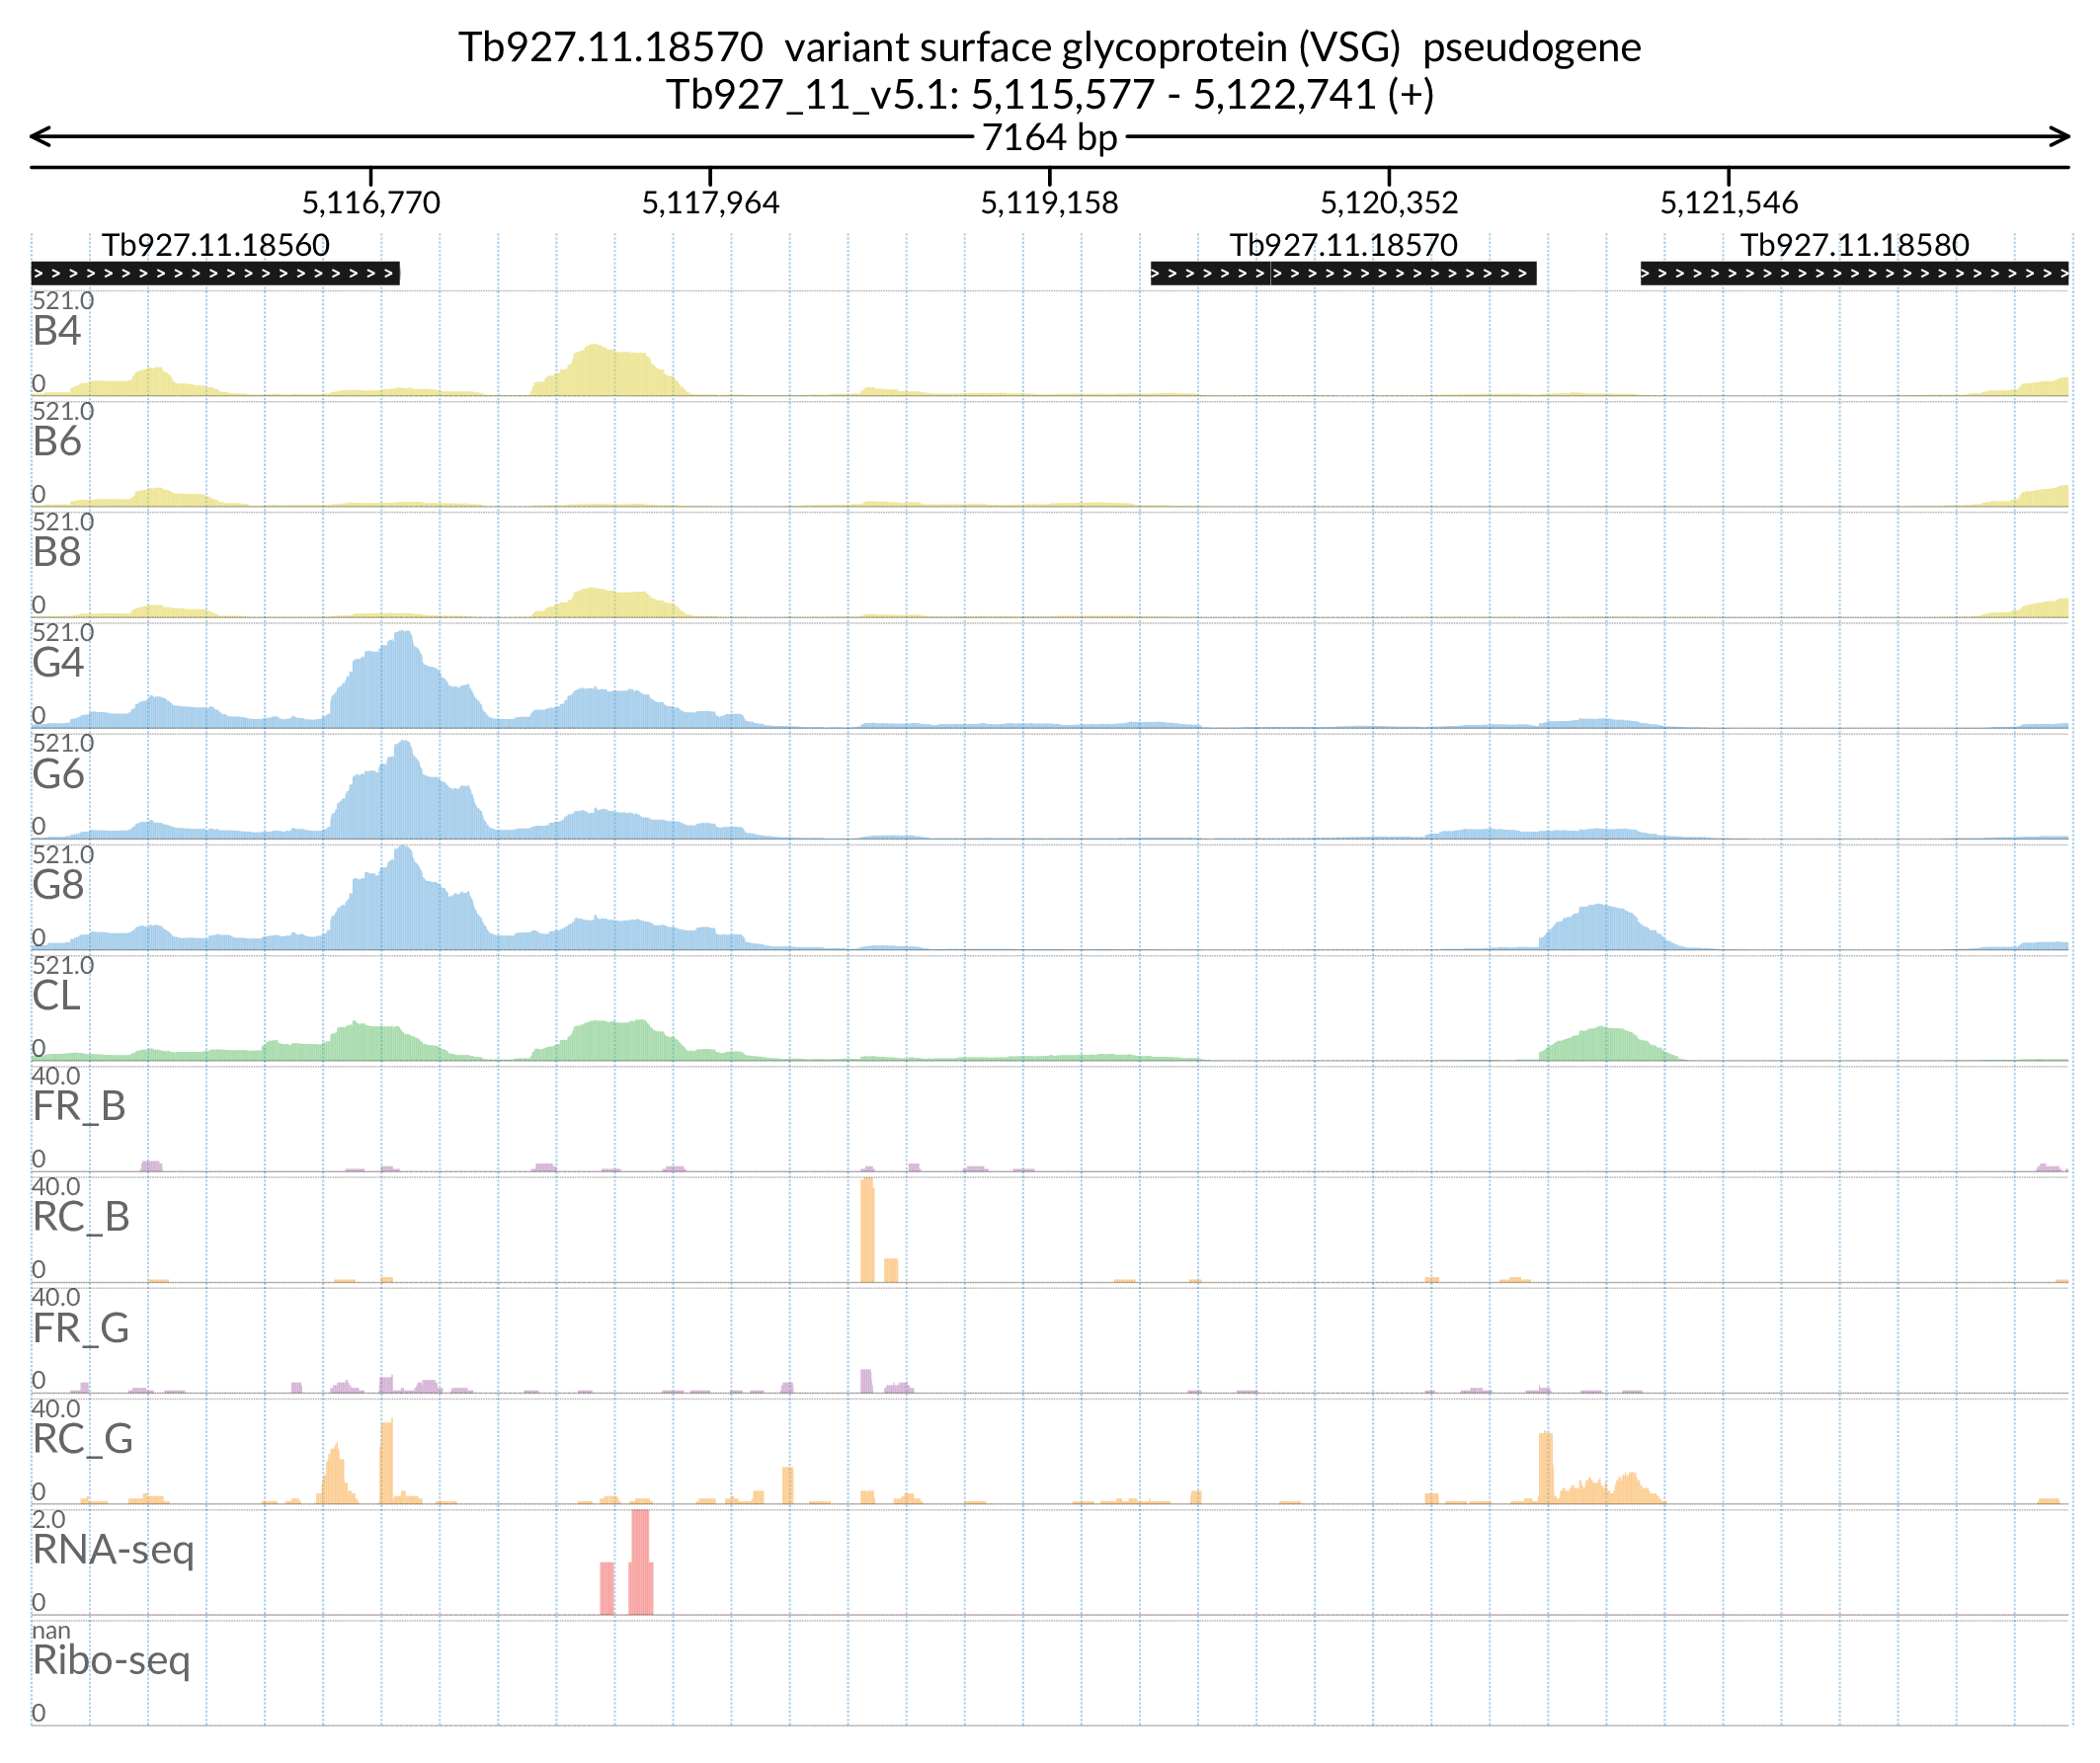 Tb927.11.18570 variant surface glycoprotein (VSG) pseudogene
Tb927_11_v5.1: 5,115,577 - 5,122,741 (+)
7164 bp
5,116,770 5,117,964 5,119,158 5,120,352 5,121,546
Tb927.11.18560 Tb927.11.18570 Tb927.11.18580
521.0
B4
0
521.0
B6
0
521.0
B8
0
521.0
G4
0
521.0
G6
0
521.0
G8
0
521.0
CL
0
40.0
FR_B
0
40.0
RC_B
0
40.0
FR_G
0
40.0
RC_G
0
2.0
RNA-seq
0
nan
Ribo-seq
0